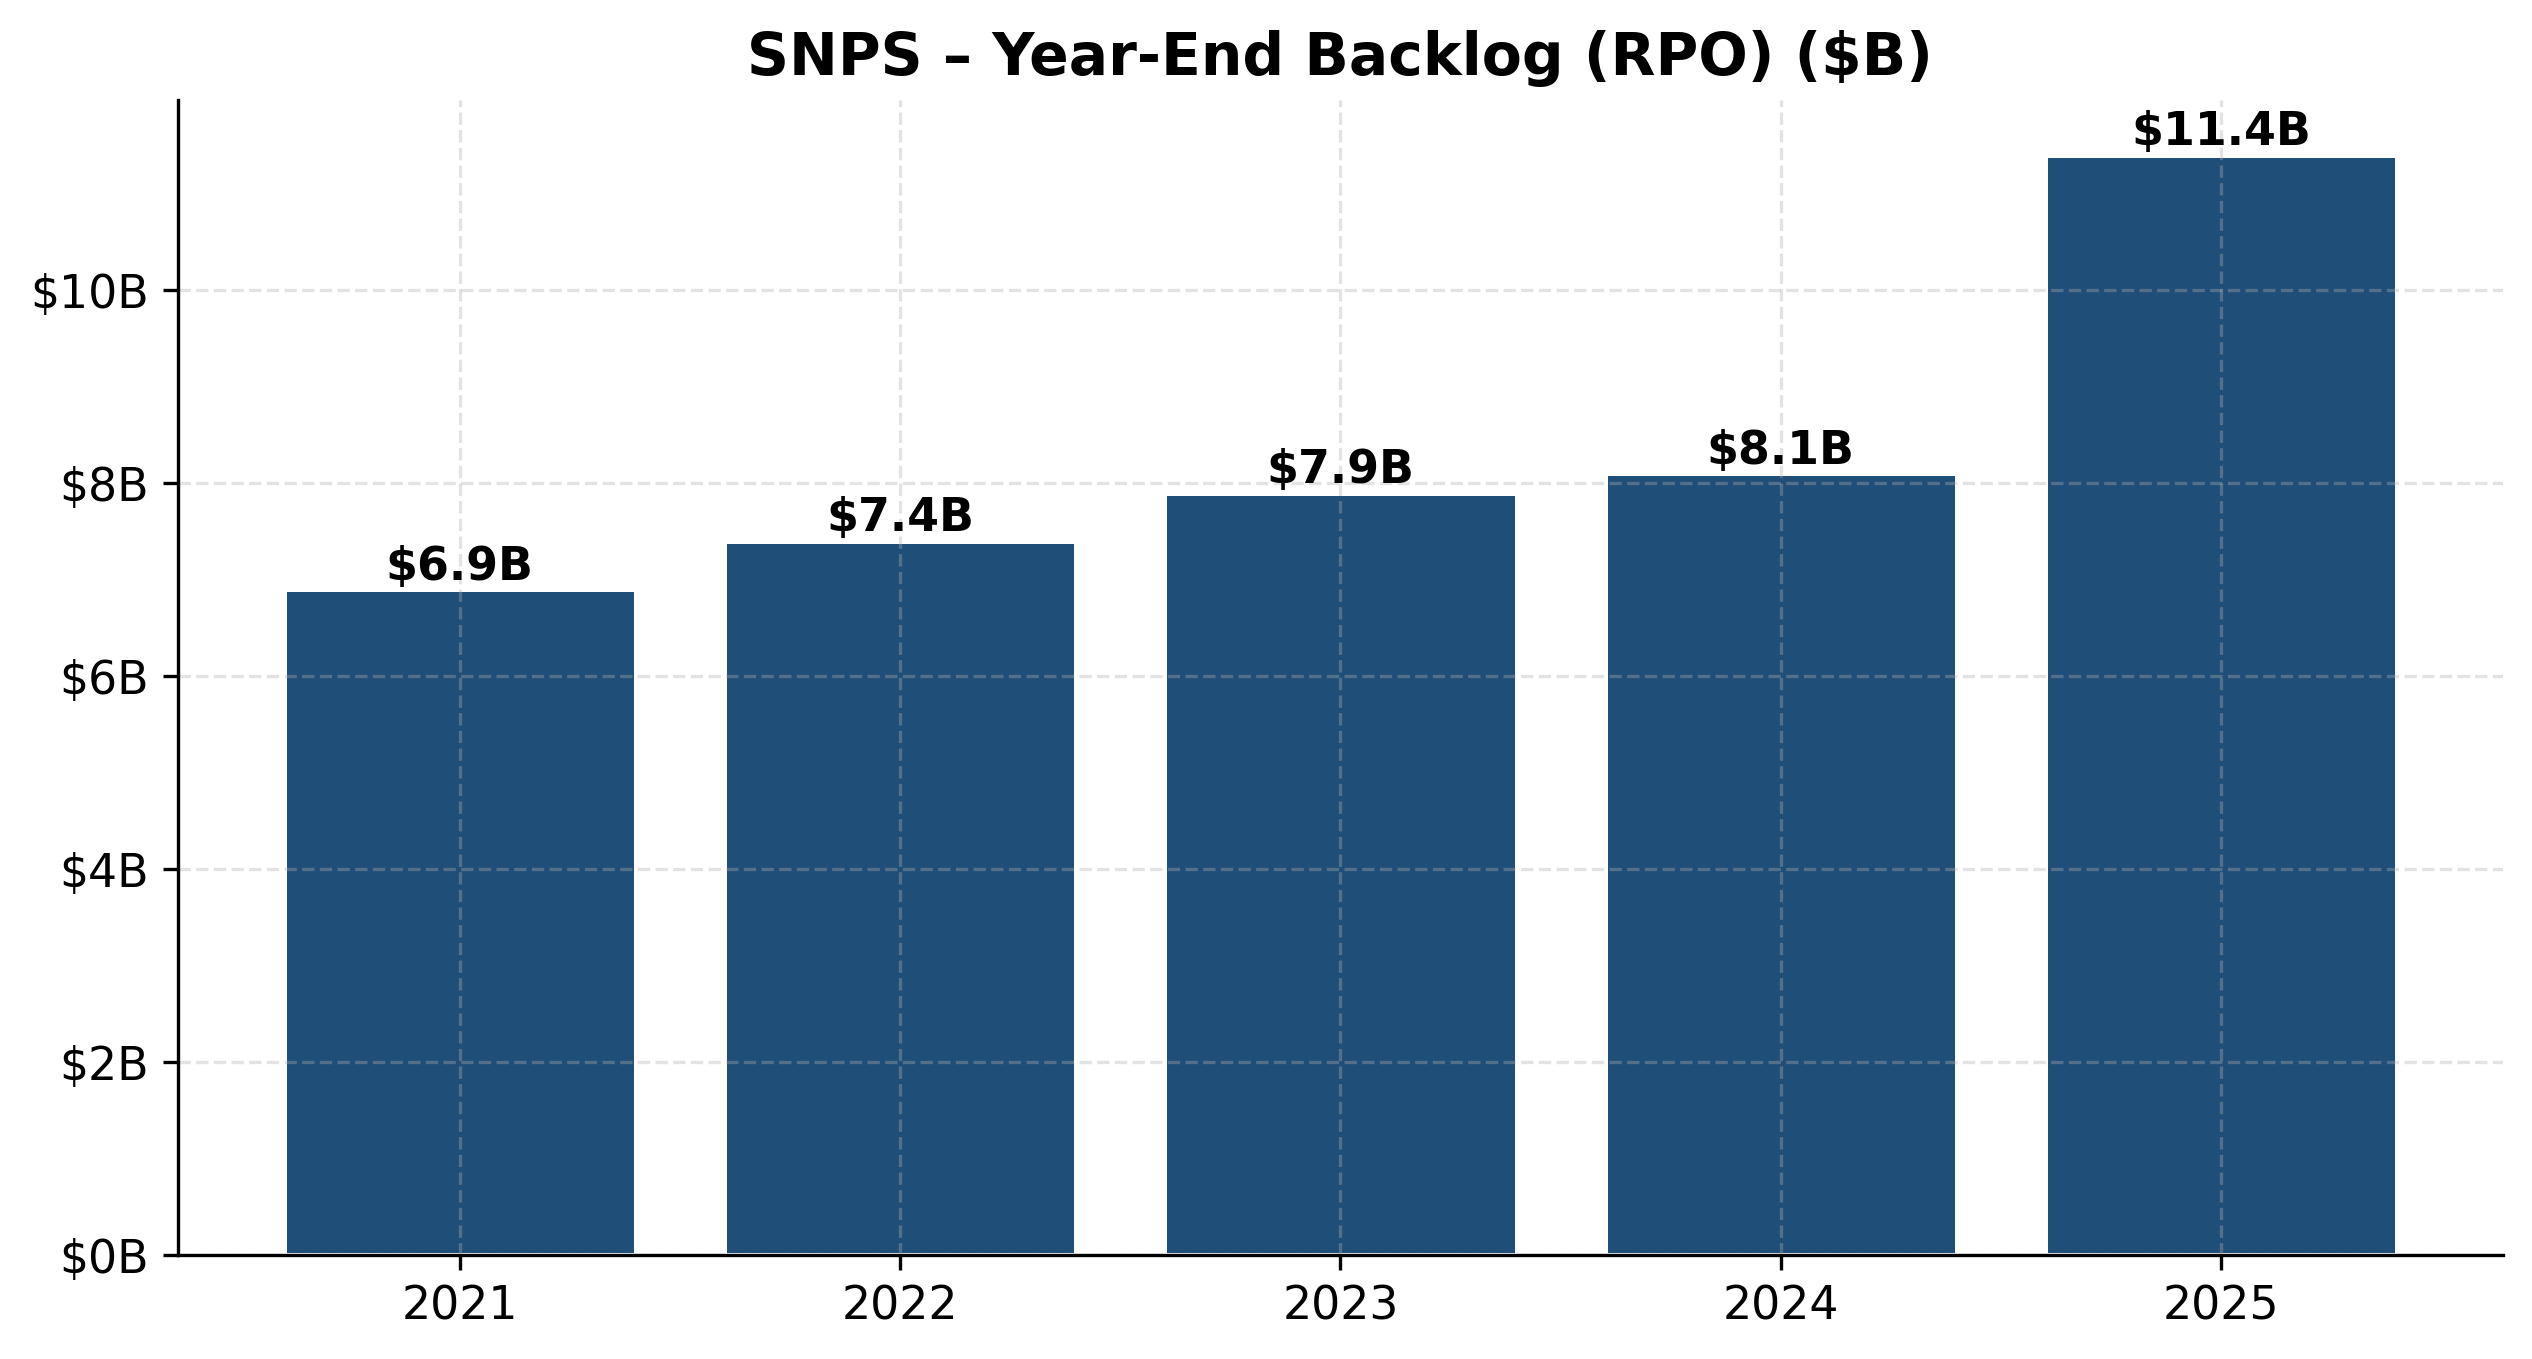 SNPS – Year-End Backlog (RPO) ($B)
$11.4B
$10B
$8.1B
$7.9B
$8B
$7.4B
$6.9B
$6B
$4B
$2B
$0B
2021 2022 2023 2024 2025